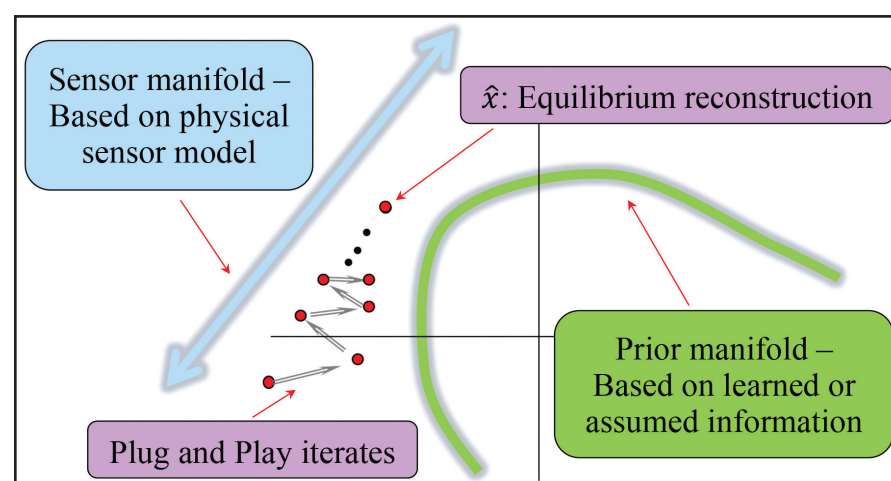 Sensor manifold –
Based on physical
sensor model
x̂: Equilibrium reconstruction
Prior manifold –
Based on learned or
assumed information
Plug and Play iterates